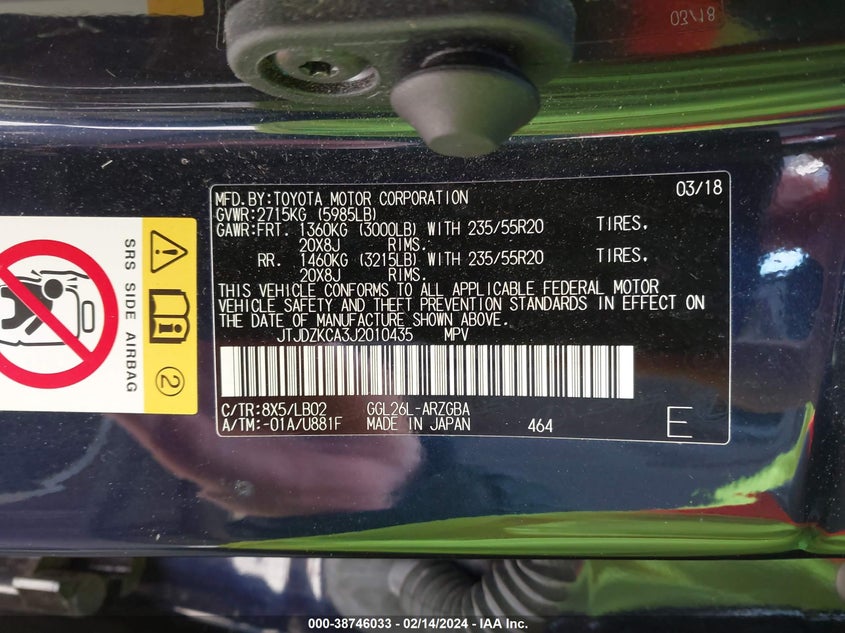 03/18
MFD.BY:TOYOTA MOTOR CORPORATION 03/18
GVWR:2715KG (5985LB)
GAWR:FRT. 1360KG (3000LB) WITH 235/55R20 TIRES,
20X8J RIMS.
RR. 1460KG (3215LB) WITH 235/55R20 TIRES,
20X8J RIMS.
THIS VEHICLE CONFORMS TO ALL APPLICABLE FEDERAL MOTOR
VEHICLE SAFETY AND THEFT PREVENTION STANDARDS IN EFFECT ON
THE DATE OF MANUFACTURE SHOWN ABOVE.
JTJDZKCA3J2010435 MPV
C/TR:8X5/LB02 GGL26L-ARZGBA
A/TM:-01A/U881F MADE IN JAPAN 464 E
SRS SIDE AIRBAG
2
000-38746033 - 02/14/2024 - IAA Inc.